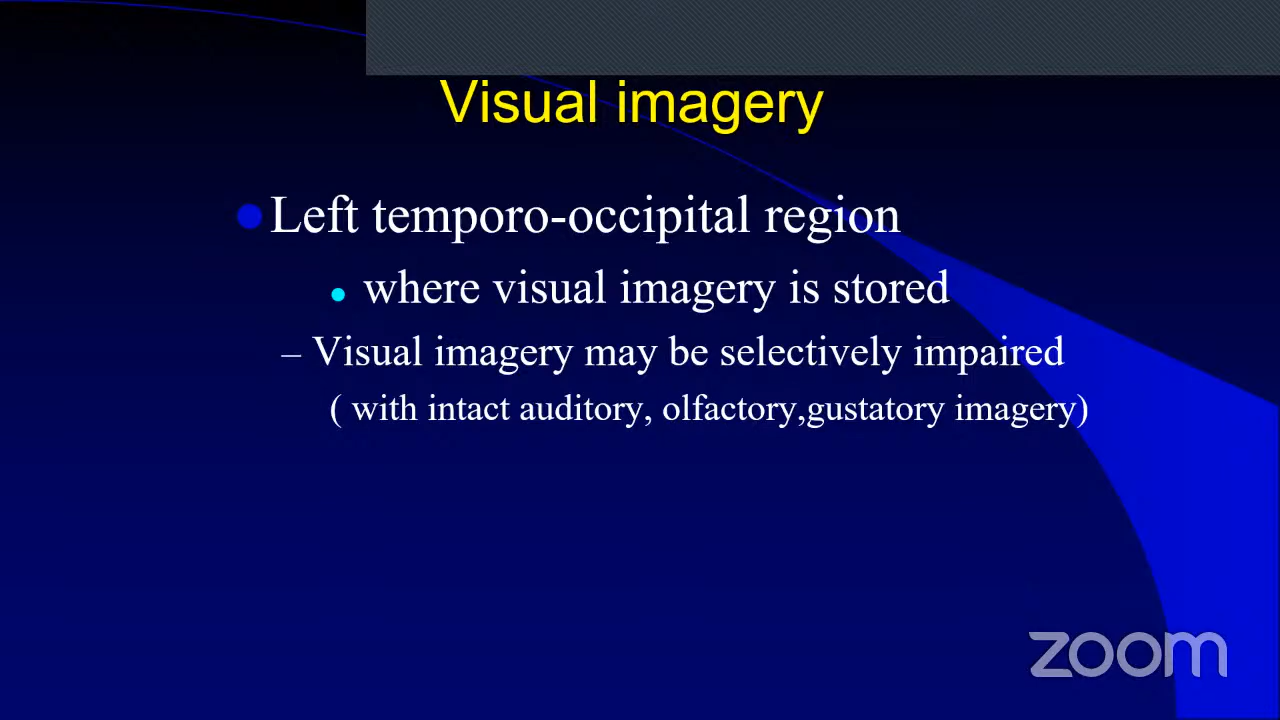 Visual imagery
Left temporo-occipital region
where visual imagery is stored
– Visual imagery may be selectively impaired
( with intact auditory, olfactory,gustatory imagery)
zoom